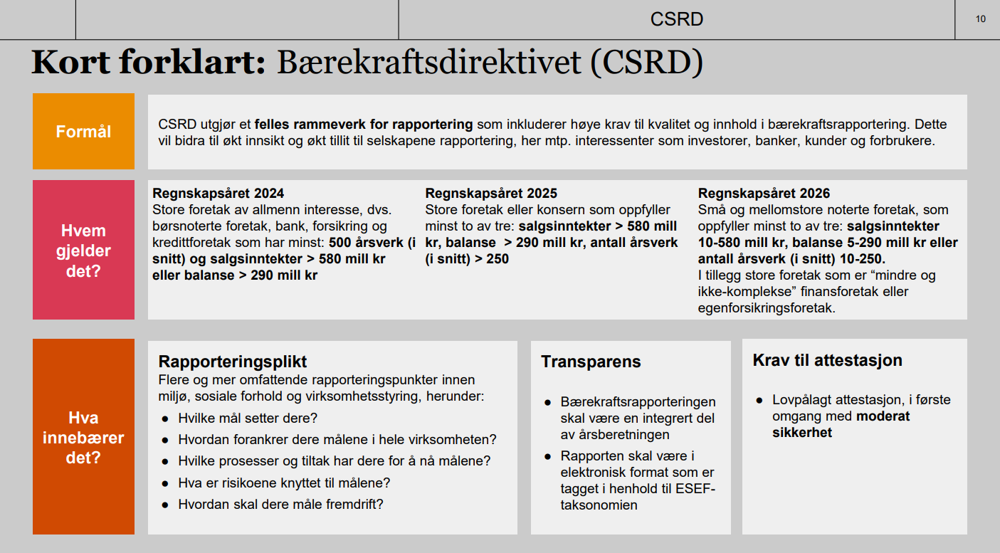 CSRD
10
Kort forklart: Bærekraftsdirektivet (CSRD)
Formål
CSRD utgjør et felles rammeverk for rapportering som inkluderer høye krav til kvalitet og innhold i bærekraftsrapportering. Dette
vil bidra til økt innsikt og økt tillit til selskapene rapportering, her mtp. interessenter som investorer, banker, kunder og forbrukere.
Hvem
gjelder
det?
Regnskapsåret 2024
Store foretak av allmenn interesse, dvs.
børsnoterte foretak, bank, forsikring og
kredittforetak som har minst: 500 årsverk (i
snitt) og salgsinntekter > 580 mill kr
eller balanse > 290 mill kr
Regnskapsåret 2025
Store foretak eller konsern som oppfyller
minst to av tre: salgsinntekter > 580 mill
kr, balanse  > 290 mill kr, antall årsverk
(i snitt) > 250
Regnskapsåret 2026
Små og mellomstore noterte foretak, som
oppfyller minst to av tre: salgsinntekter
10-580 mill kr, balanse 5-290 mill kr eller
antall årsverk (i snitt) 10-250.
I tillegg store foretak som er “mindre og
ikke-komplekse” finansforetak eller
egenforsikringsforetak.
Hva
innebærer
det?
Rapporteringsplikt
Flere og mer omfattende rapporteringspunkter innen
miljø, sosiale forhold og virksomhetsstyring, herunder:
● Hvilke mål setter dere?
● Hvordan forankrer dere målene i hele virksomheten?
● Hvilke prosesser og tiltak har dere for å nå målene?
● Hva er risikoene knyttet til målene?
● Hvordan skal dere måle fremdrift?
Transparens
● Bærekraftsrapporteringen
skal være en integrert del
av årsberetningen
● Rapporten skal være i
elektronisk format som er
tagget i henhold til ESEF-
taksonomien
Krav til attestasjon
● Lovpålagt attestasjon, i første
omgang med moderat
sikkerhet